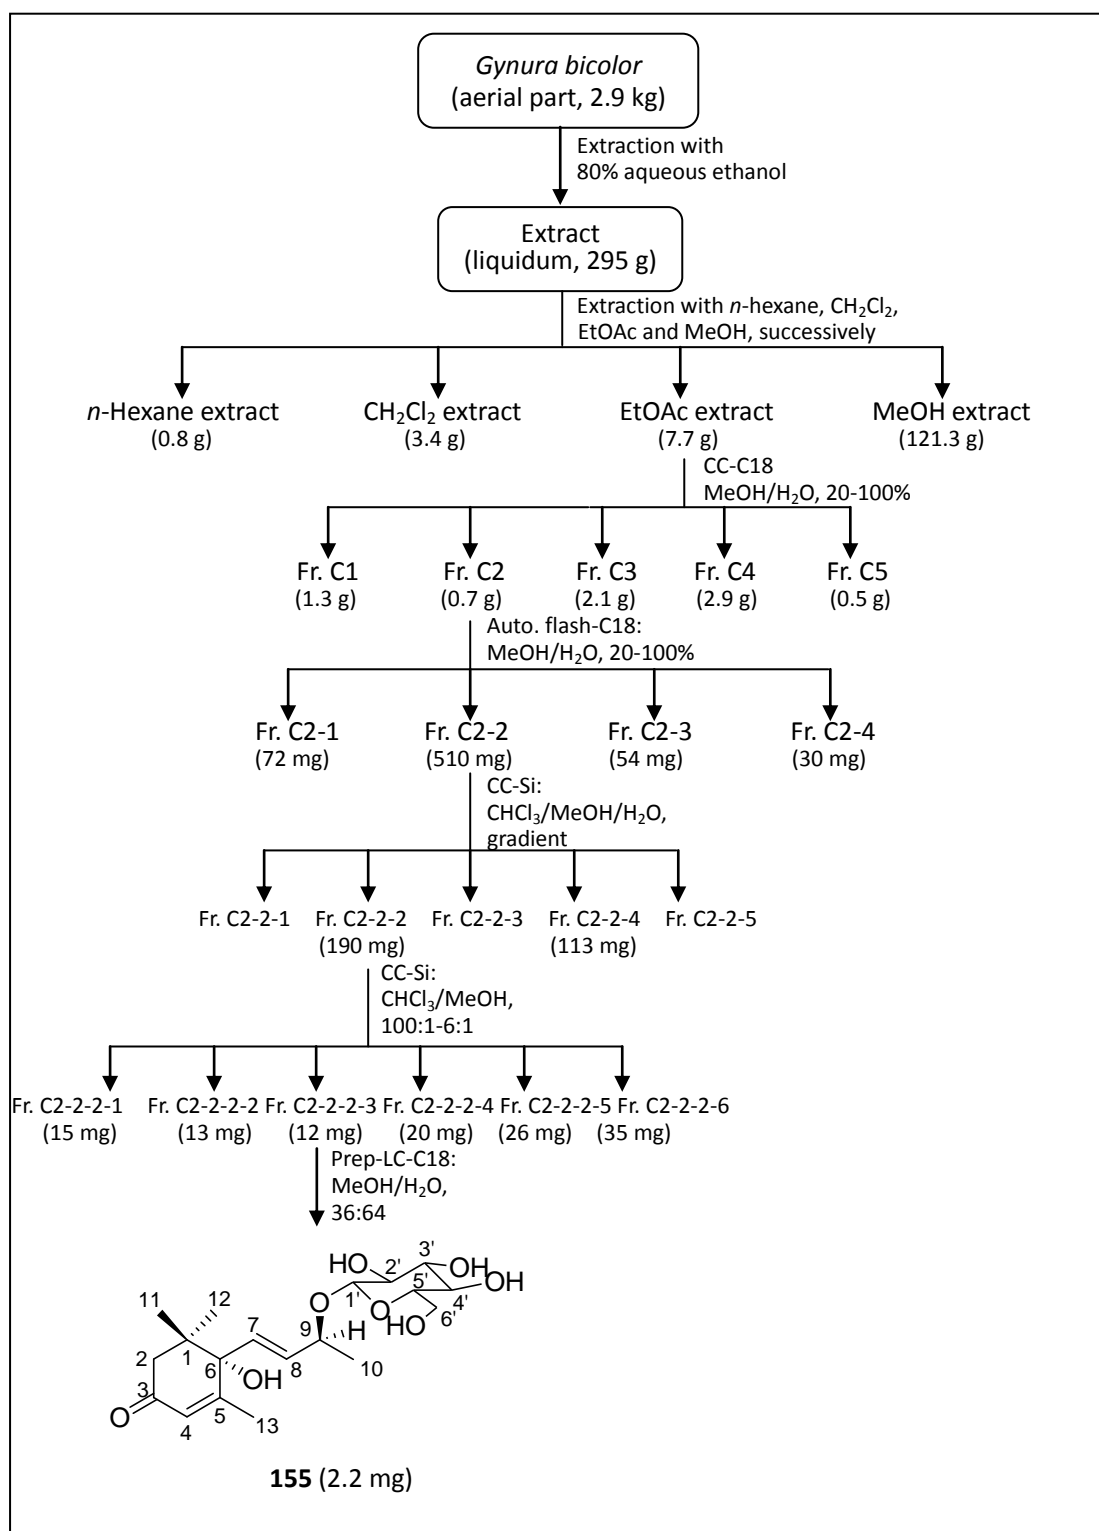 Gynura bicolor
(aerial part, 2.9 kg)
Extraction with
80% aqueous ethanol
Extract
(liquidum, 295 g)
Extraction with n-hexane, CH₂Cl₂,
EtOAc and MeOH, successively
n-Hexane extract
(0.8 g)
CH₂Cl₂ extract
(3.4 g)
EtOAc extract
(7.7 g)
MeOH extract
(121.3 g)
CC-C18
MeOH/H₂O, 20-100%
Fr. C1
(1.3 g)
Fr. C2
(0.7 g)
Fr. C3
(2.1 g)
Fr. C4
(2.9 g)
Fr. C5
(0.5 g)
Auto. flash-C18:
MeOH/H₂O, 20-100%
Fr. C2-1
(72 mg)
Fr. C2-2
(510 mg)
Fr. C2-3
(54 mg)
Fr. C2-4
(30 mg)
CC-Si:
CHCl₃/MeOH/H₂O,
gradient
Fr. C2-2-1
Fr. C2-2-2
(190 mg)
Fr. C2-2-3
Fr. C2-2-4
(113 mg)
Fr. C2-2-5
CC-Si:
CHCl₃/MeOH,
100:1-6:1
Fr. C2-2-2-1
(15 mg)
Fr. C2-2-2-2
(13 mg)
Fr. C2-2-2-3
(12 mg)
Fr. C2-2-2-4
(20 mg)
Fr. C2-2-2-5
(26 mg)
Fr. C2-2-2-6
(35 mg)
Prep-LC-C18:
MeOH/H₂O,
36:64
HO
2'
3'
OH
5'
OH
4'
1'
O
6'
HO
O
11
12
7
9
H
8
10
2
1
6
OH
3
O
4
5
13
155 (2.2 mg)